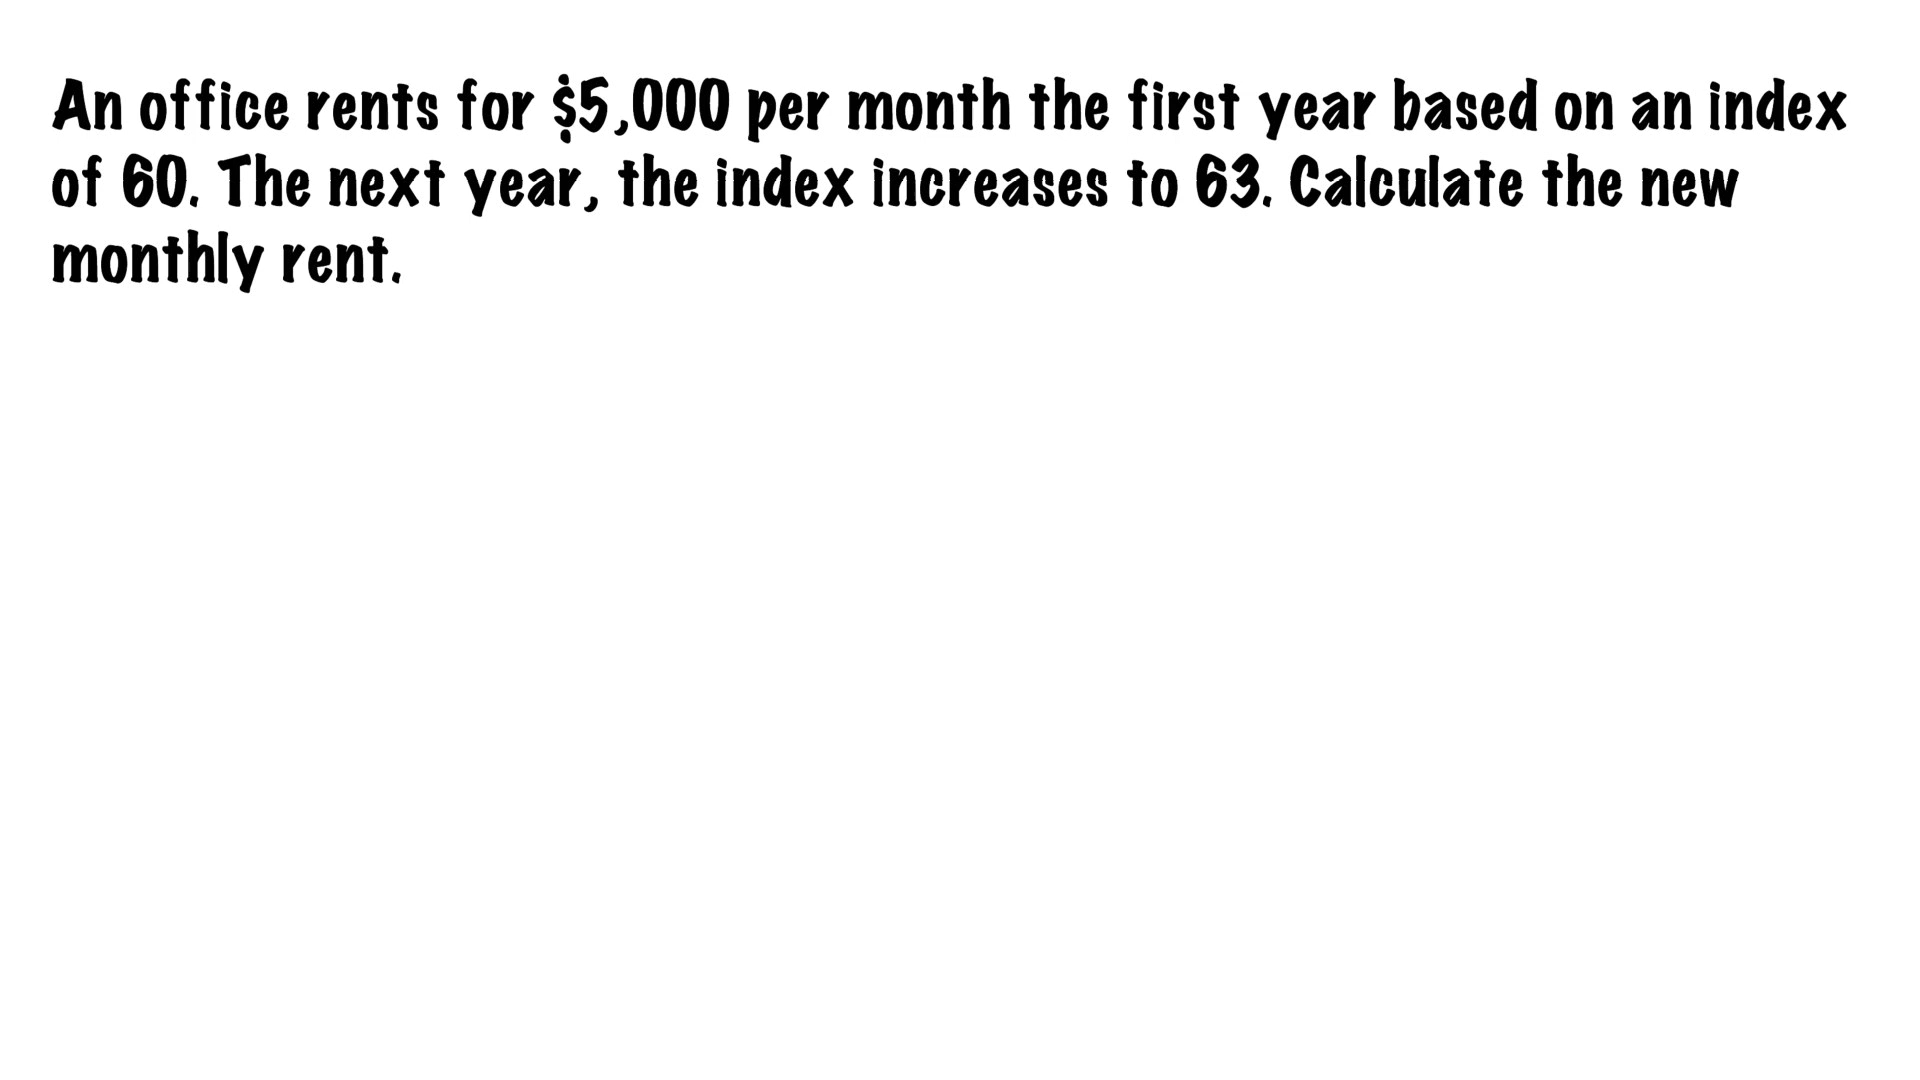 An office rents for $5,000 per month the first year based on an index
of 60. The next year, the index increases to 63. Calculate the new
monthly rent.